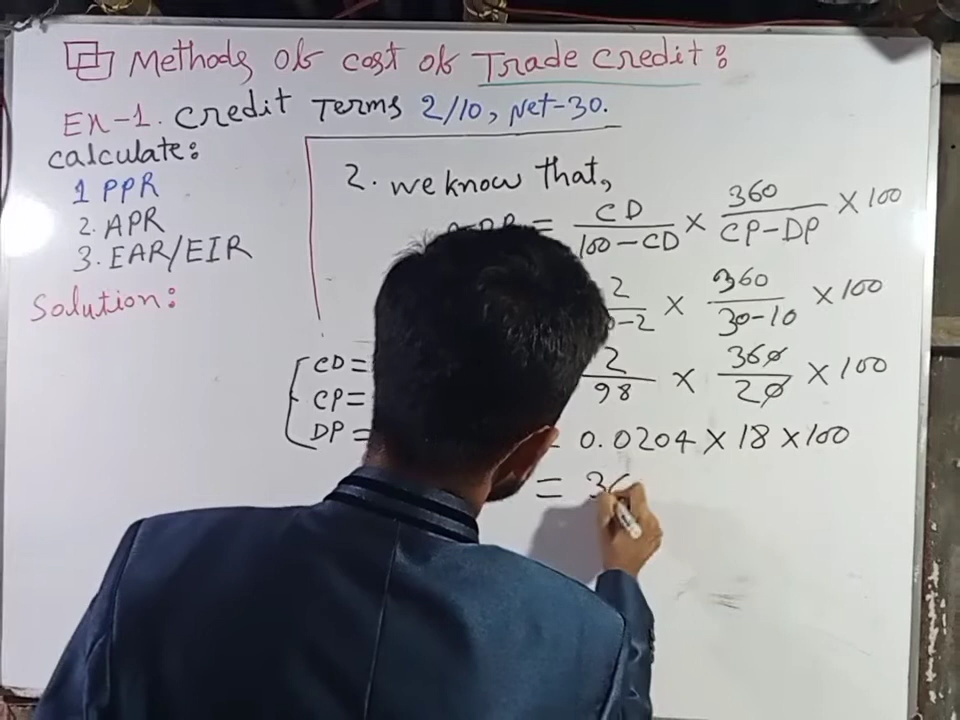 Methods of cost of Trade credit:
Ex-1. Credit Terms 2/10, Net-30.
Calculate:
1 PPR
2. APR
3. EAR/EIR
Solution:
2. we know that,
= CD/100-CD × 360/CP-DP × 100
2 × 360/30-10 × 100
2/98 × 360/20 × 100
= 0.0204 × 18 × 100
= 36
CD=
CP=
DP=